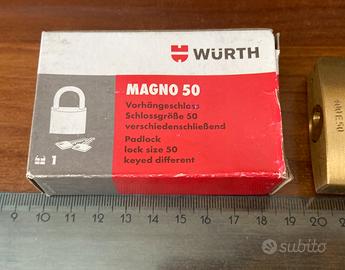 WÜRTH
MAGNO 50
Vorhängeschloss
Schlossgröße 50
verschiedenschließend
Padlock
lock size 50
keyed different
1
9 10 11 12 13 14 15 16 17 18 19 20
subito